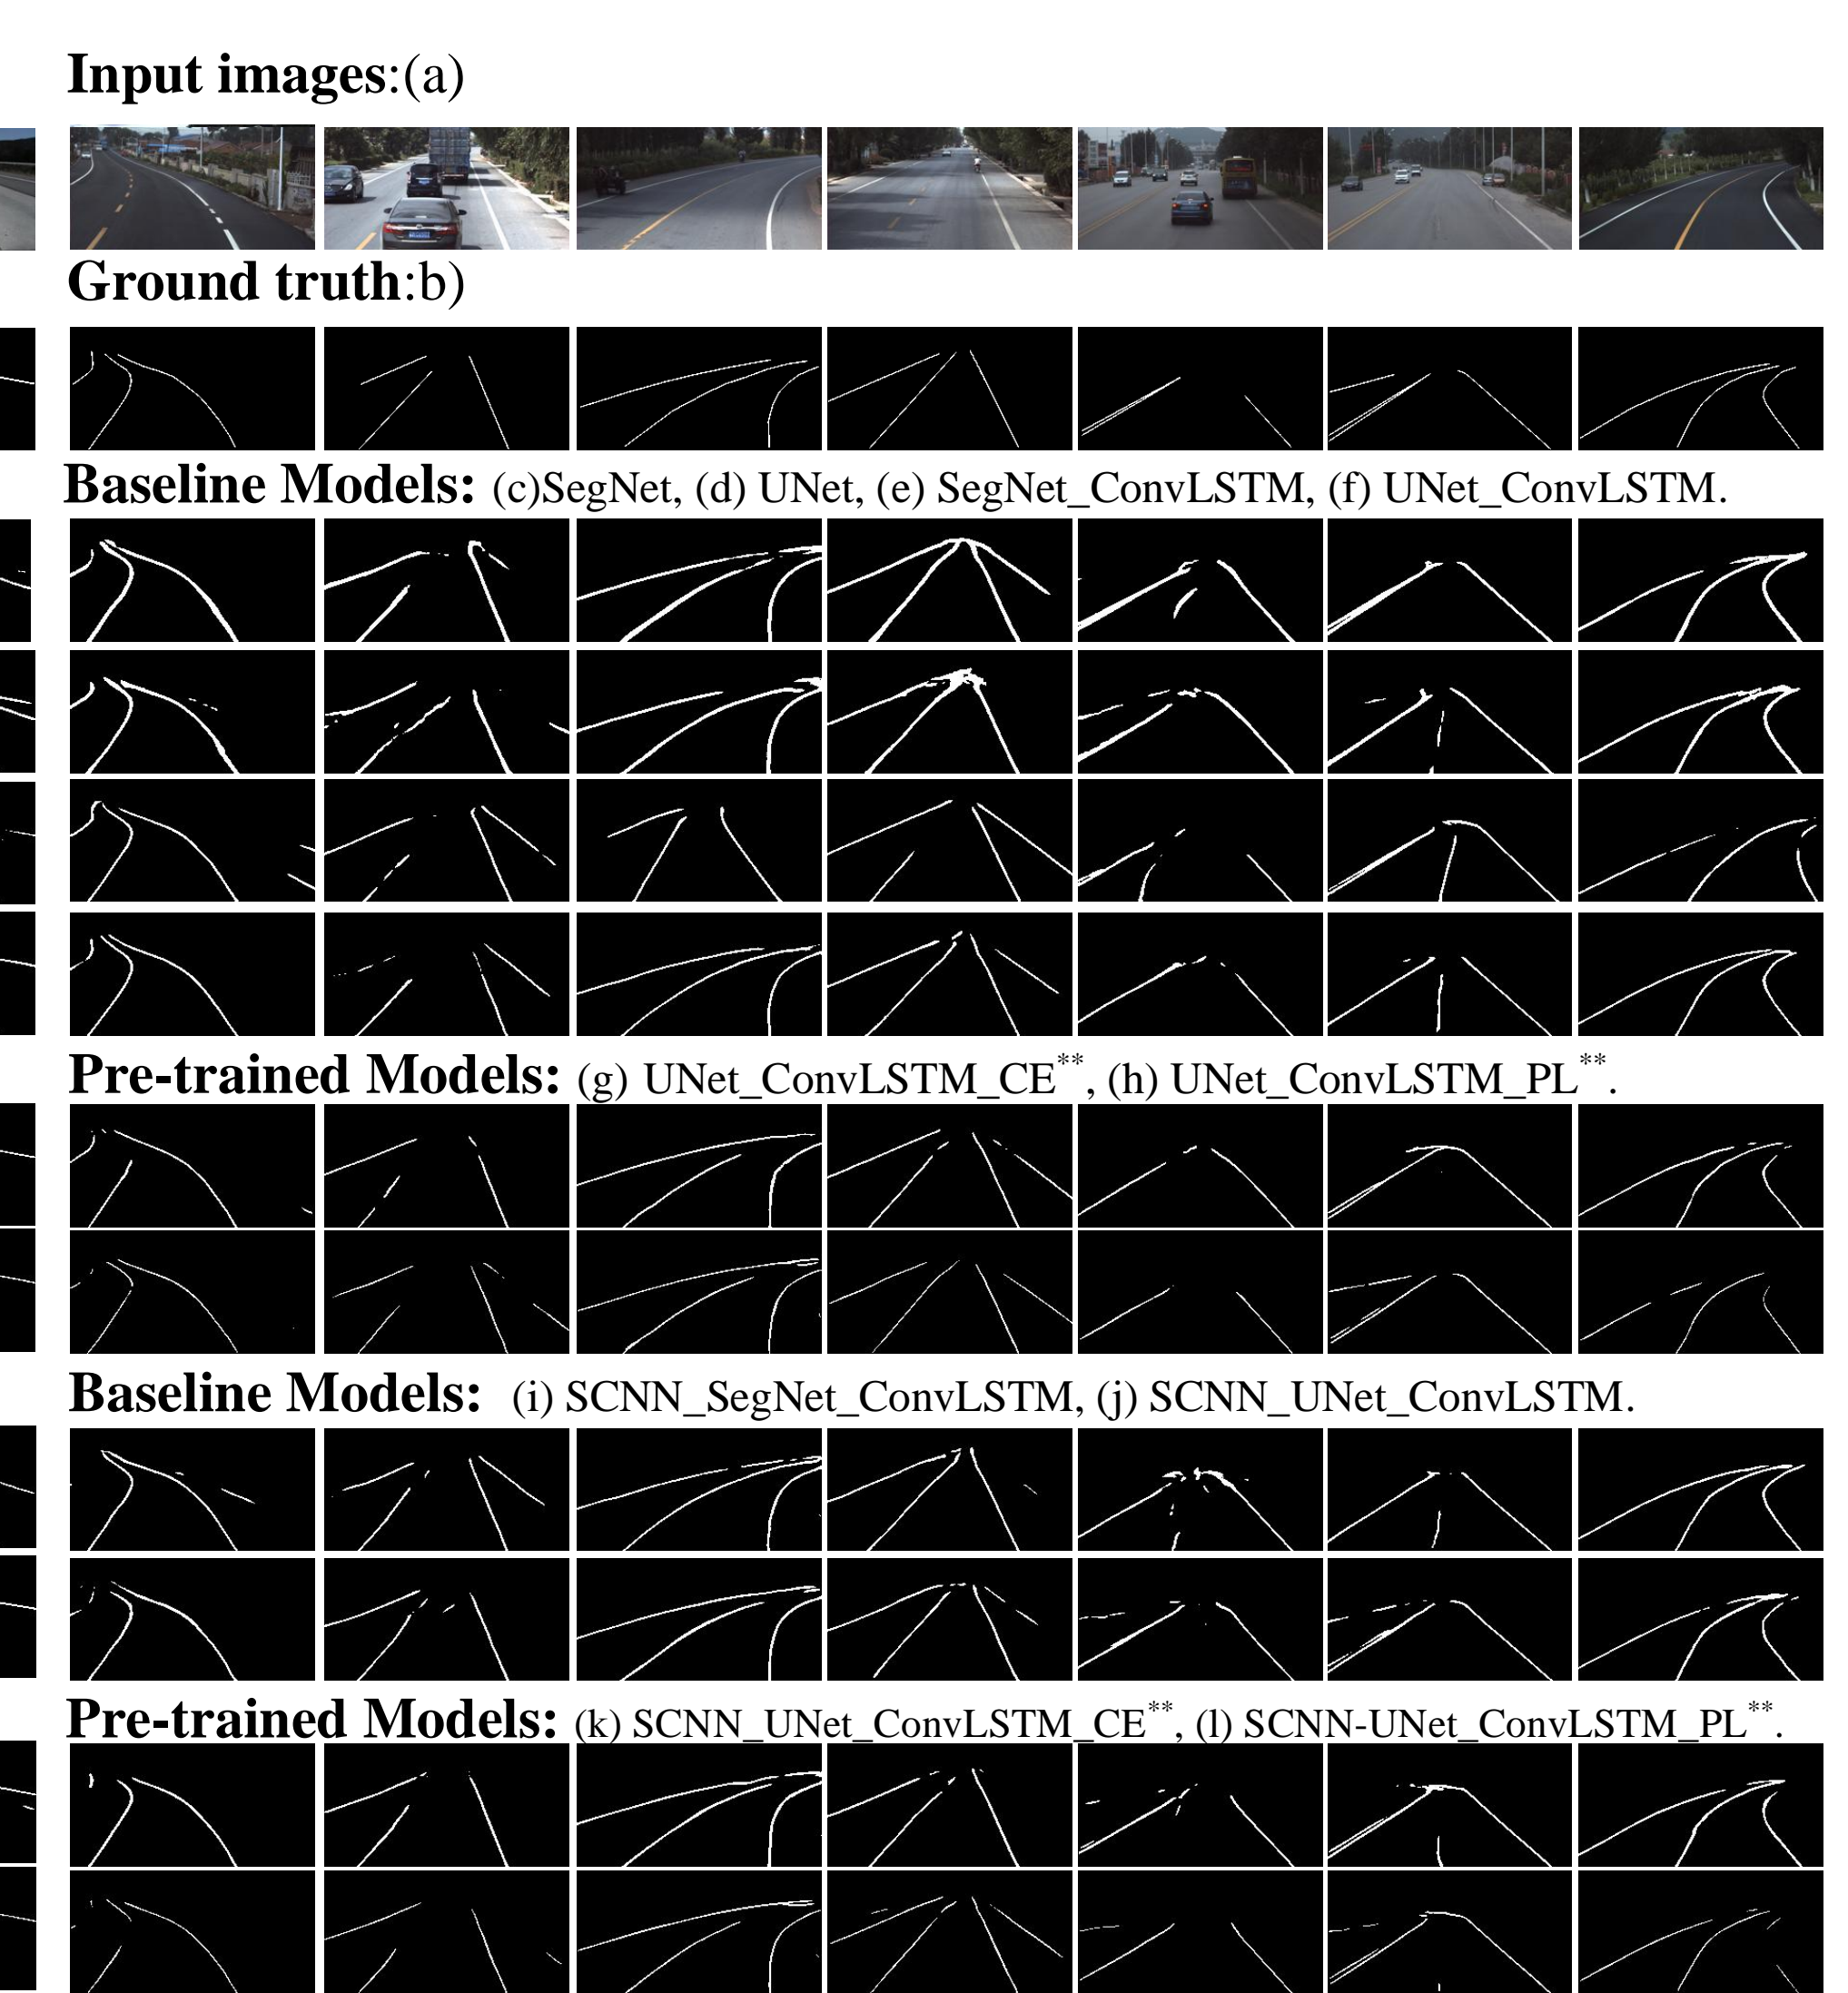 Input images:(a)
Ground truth:b)
Baseline Models: (c)SegNet, (d) UNet, (e) SegNet_ConvLSTM, (f) UNet_ConvLSTM.
Pre-trained Models: (g) UNet_ConvLSTM_CE**, (h) UNet_ConvLSTM_PL**.
Baseline Models: (i) SCNN_SegNet_ConvLSTM, (j) SCNN_UNet_ConvLSTM.
Pre-trained Models: (k) SCNN_UNet_ConvLSTM_CE**, (l) SCNN-UNet_ConvLSTM_PL**.